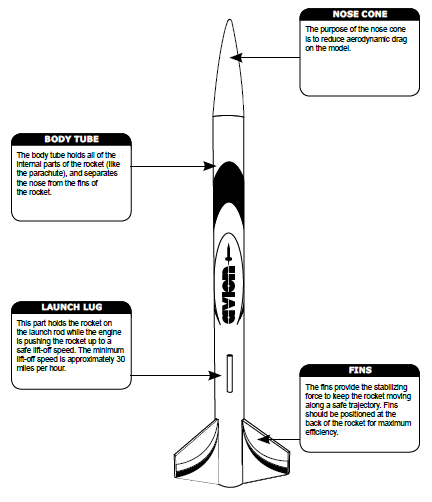 NOSE CONE
The purpose of the nose cone
is to reduce aerodynamic drag
on the model.
BODY TUBE
The body tube holds all of the
internal parts of the rocket (like
the parachute), and separates
the nose from the fins of
the rocket.
avion
LAUNCH LUG
This part holds the rocket on
the launch rod while the engine
is pushing the rocket up to a
safe lift-off speed. The minimum
lift-off speed is approximately 30
miles per hour.
FINS
The fins provide the stabilizing
force to keep the rocket moving
along a safe trajectory. Fins
should be positioned at the
back of the rocket for maximum
efficiency.